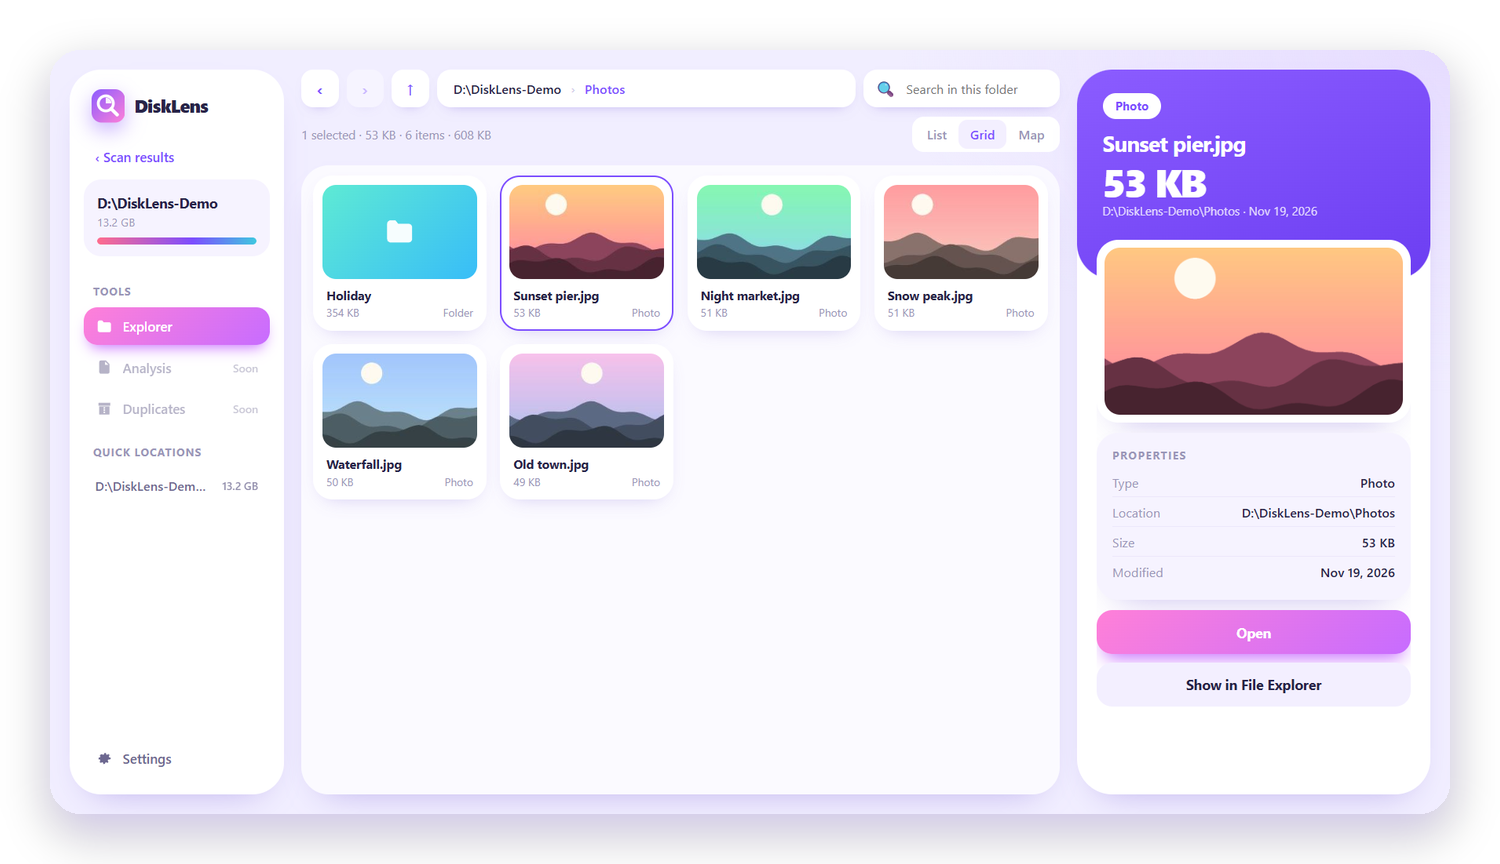 DiskLens
‹ Scan results
D:\DiskLens-Demo
13.2 GB
TOOLS
Explorer
Analysis Soon
Duplicates Soon
QUICK LOCATIONS
D:\DiskLens-Dem... 13.2 GB
Settings
‹ › ↑ D:\DiskLens-Demo › Photos Search in this folder
1 selected · 53 KB · 6 items · 608 KB
List Grid Map
Holiday
354 KB Folder
Sunset pier.jpg
53 KB Photo
Night market.jpg
51 KB Photo
Snow peak.jpg
51 KB Photo
Waterfall.jpg
50 KB Photo
Old town.jpg
49 KB Photo
Photo
Sunset pier.jpg
53 KB
D:\DiskLens-Demo\Photos · Nov 19, 2026
PROPERTIES
Type Photo
Location D:\DiskLens-Demo\Photos
Size 53 KB
Modified Nov 19, 2026
Open
Show in File Explorer